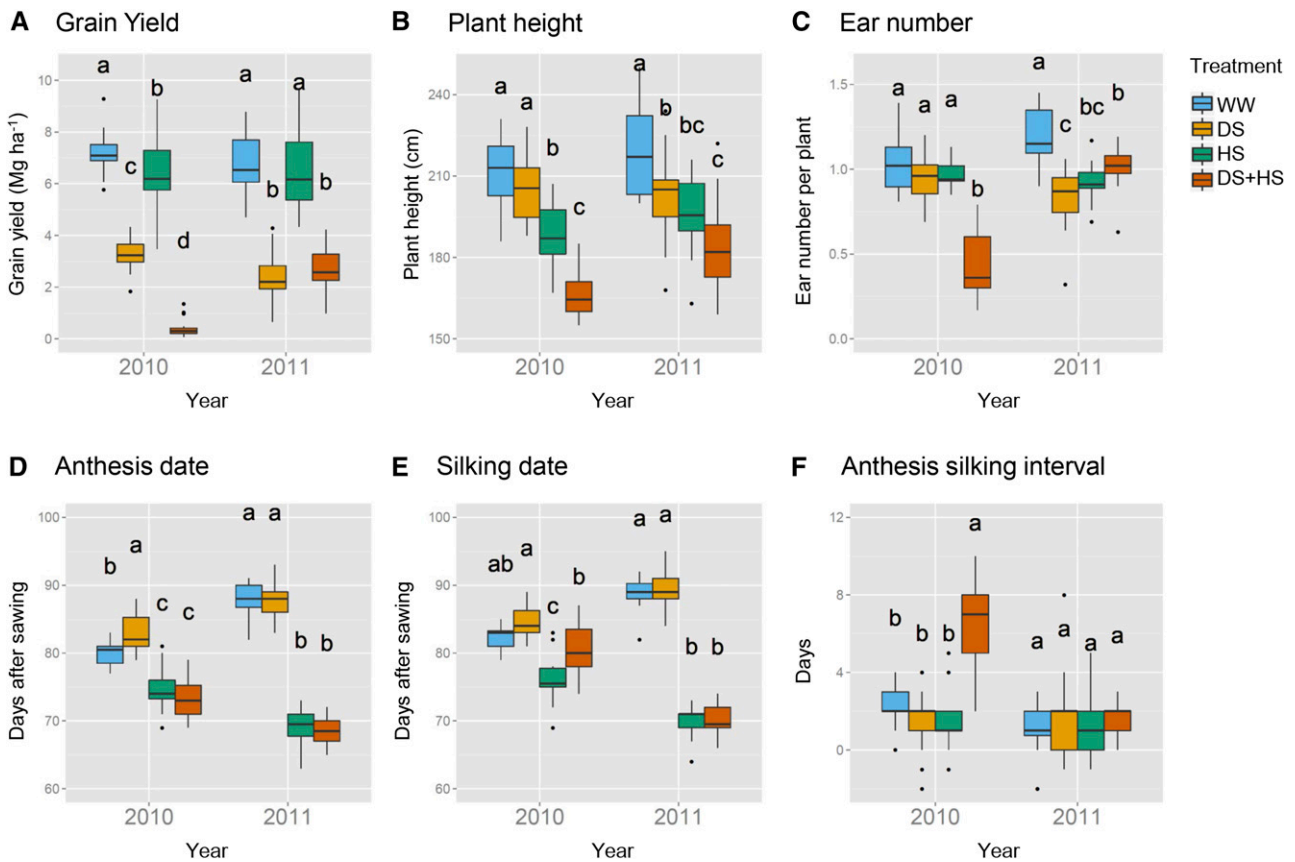 A Grain Yield
Grain yield (Mg ha⁻¹)
10
8
6
4
2
0
a
c
b
d
a
b
a
b
2010
2011
Year
B Plant height
Plant height (cm)
240
210
180
150
a
a
b
c
a
b
bc
c
2010
2011
Year
C Ear number
Ear number per plant
1.5
1.0
0.5
0.0
a
a
a
b
a
c
bc
b
2010
2011
Year
Treatment
WW
DS
HS
DS+HS
D Anthesis date
Days after sawing
100
90
80
70
60
b
a
c
c
a
a
b
b
2010
2011
Year
E Silking date
Days after sawing
100
90
80
70
60
ab
a
c
b
a
a
b
b
2010
2011
Year
F Anthesis silking interval
Days
12
8
4
0
b
b
b
a
a
a
a
a
2010
2011
Year